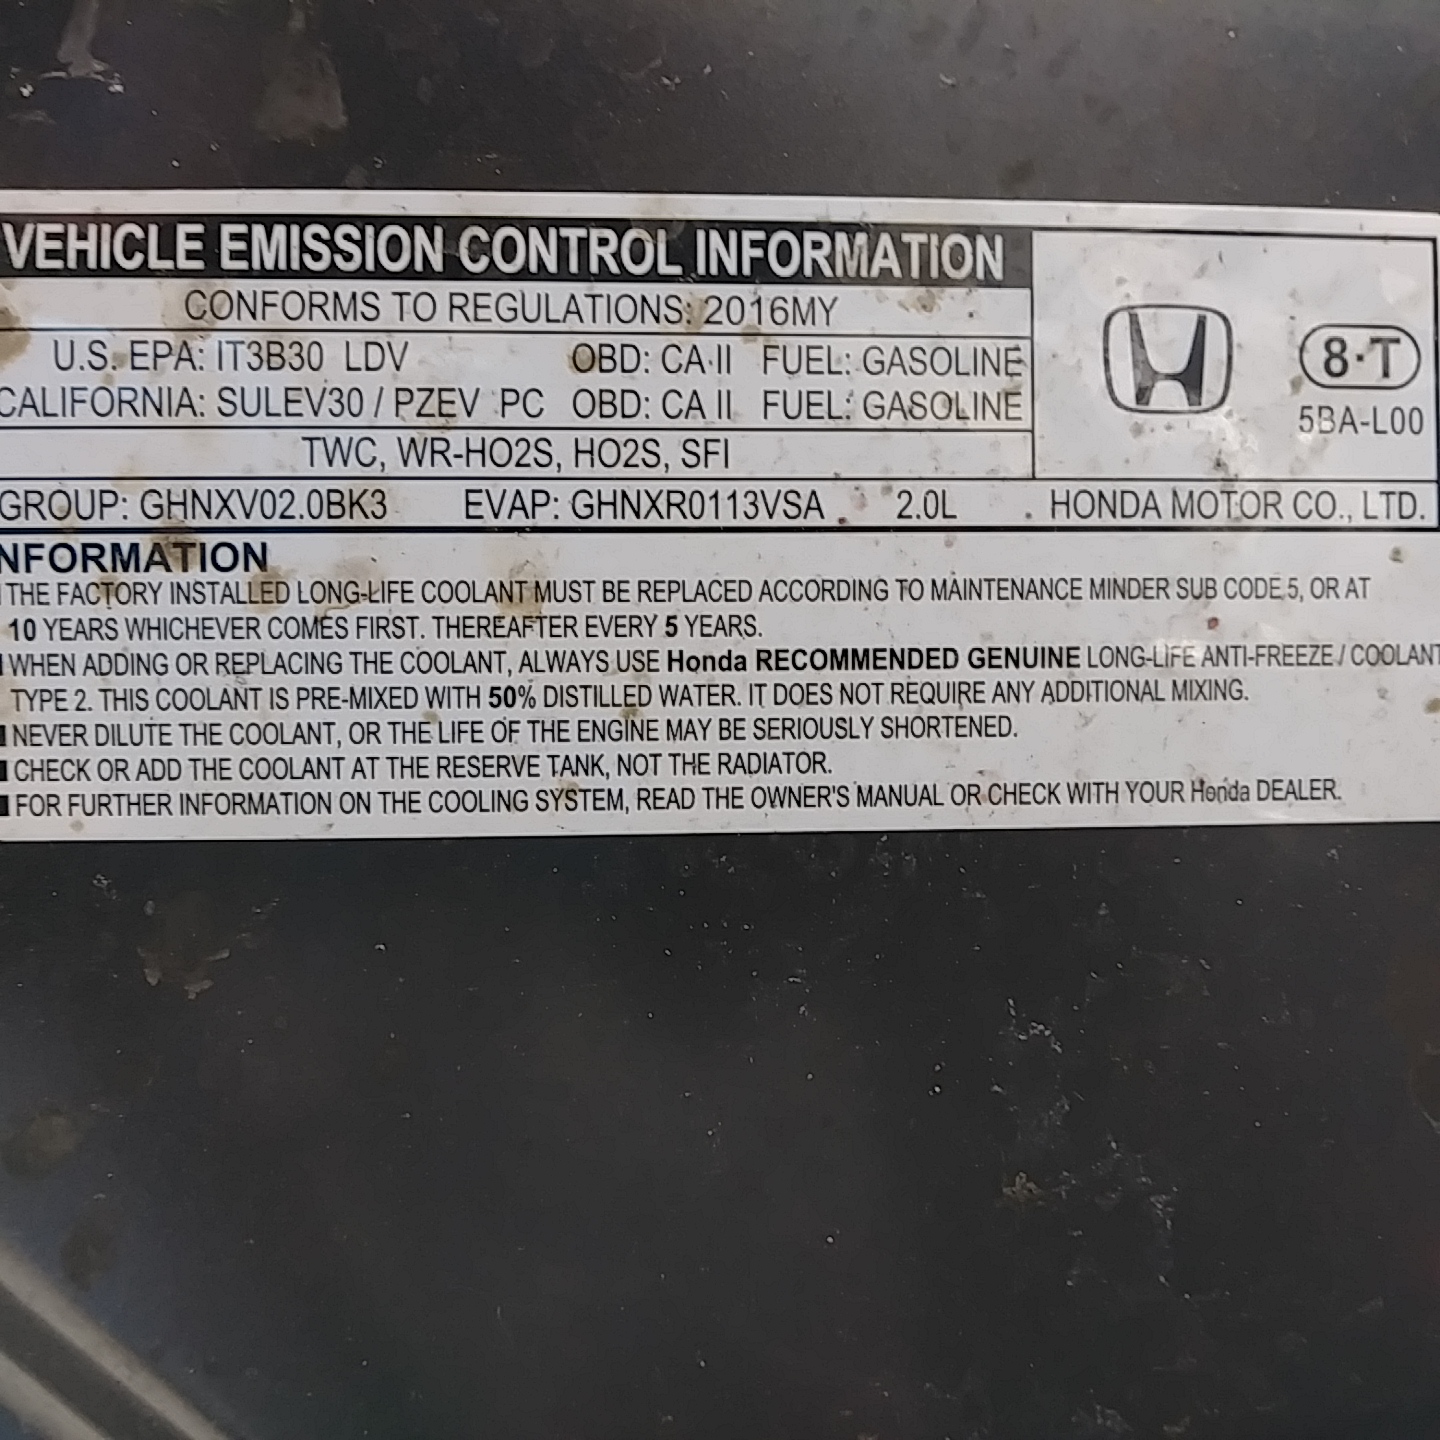 VEHICLE EMISSION CONTROL INFORMATION
CONFORMS TO REGULATIONS: 2016MY
U.S. EPA: IT3B30 LDV OBD: CA II FUEL: GASOLINE
CALIFORNIA: SULEV30 / PZEV PC OBD: CA II FUEL: GASOLINE
TWC, WR-HO2S, HO2S, SFI
8·T
5BA-L00
GROUP: GHNXV02.0BK3 EVAP: GHNXR0113VSA 2.0L HONDA MOTOR CO., LTD.
INFORMATION
THE FACTORY INSTALLED LONG-LIFE COOLANT MUST BE REPLACED ACCORDING TO MAINTENANCE MINDER SUB CODE 5, OR AT
10 YEARS WHICHEVER COMES FIRST. THEREAFTER EVERY 5 YEARS.
WHEN ADDING OR REPLACING THE COOLANT, ALWAYS USE Honda RECOMMENDED GENUINE LONG-LIFE ANTI-FREEZE / COOLANT
TYPE 2. THIS COOLANT IS PRE-MIXED WITH 50% DISTILLED WATER. IT DOES NOT REQUIRE ANY ADDITIONAL MIXING.
■ NEVER DILUTE THE COOLANT, OR THE LIFE OF THE ENGINE MAY BE SERIOUSLY SHORTENED.
■ CHECK OR ADD THE COOLANT AT THE RESERVE TANK, NOT THE RADIATOR.
■ FOR FURTHER INFORMATION ON THE COOLING SYSTEM, READ THE OWNER'S MANUAL OR CHECK WITH YOUR Honda DEALER.